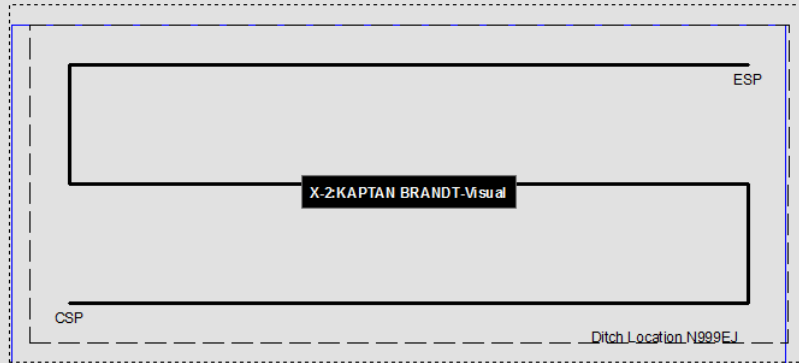 ESP
X-2:KAPTAN BRANDT-Visual
CSP
Ditch Location N999EJ